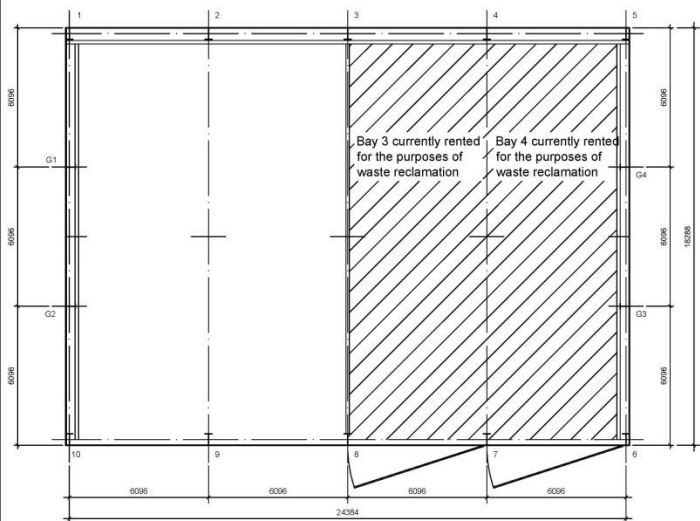 1
2
3
4
5
6096
6096
Bay 3 currently rented
for the purposes of
waste reclamation
Bay 4 currently rented
for the purposes of
waste reclamation
G1
G4
6096
6096
18288
G2
G3
6096
6096
10
9
8
7
6
6096
6096
6096
6096
24384